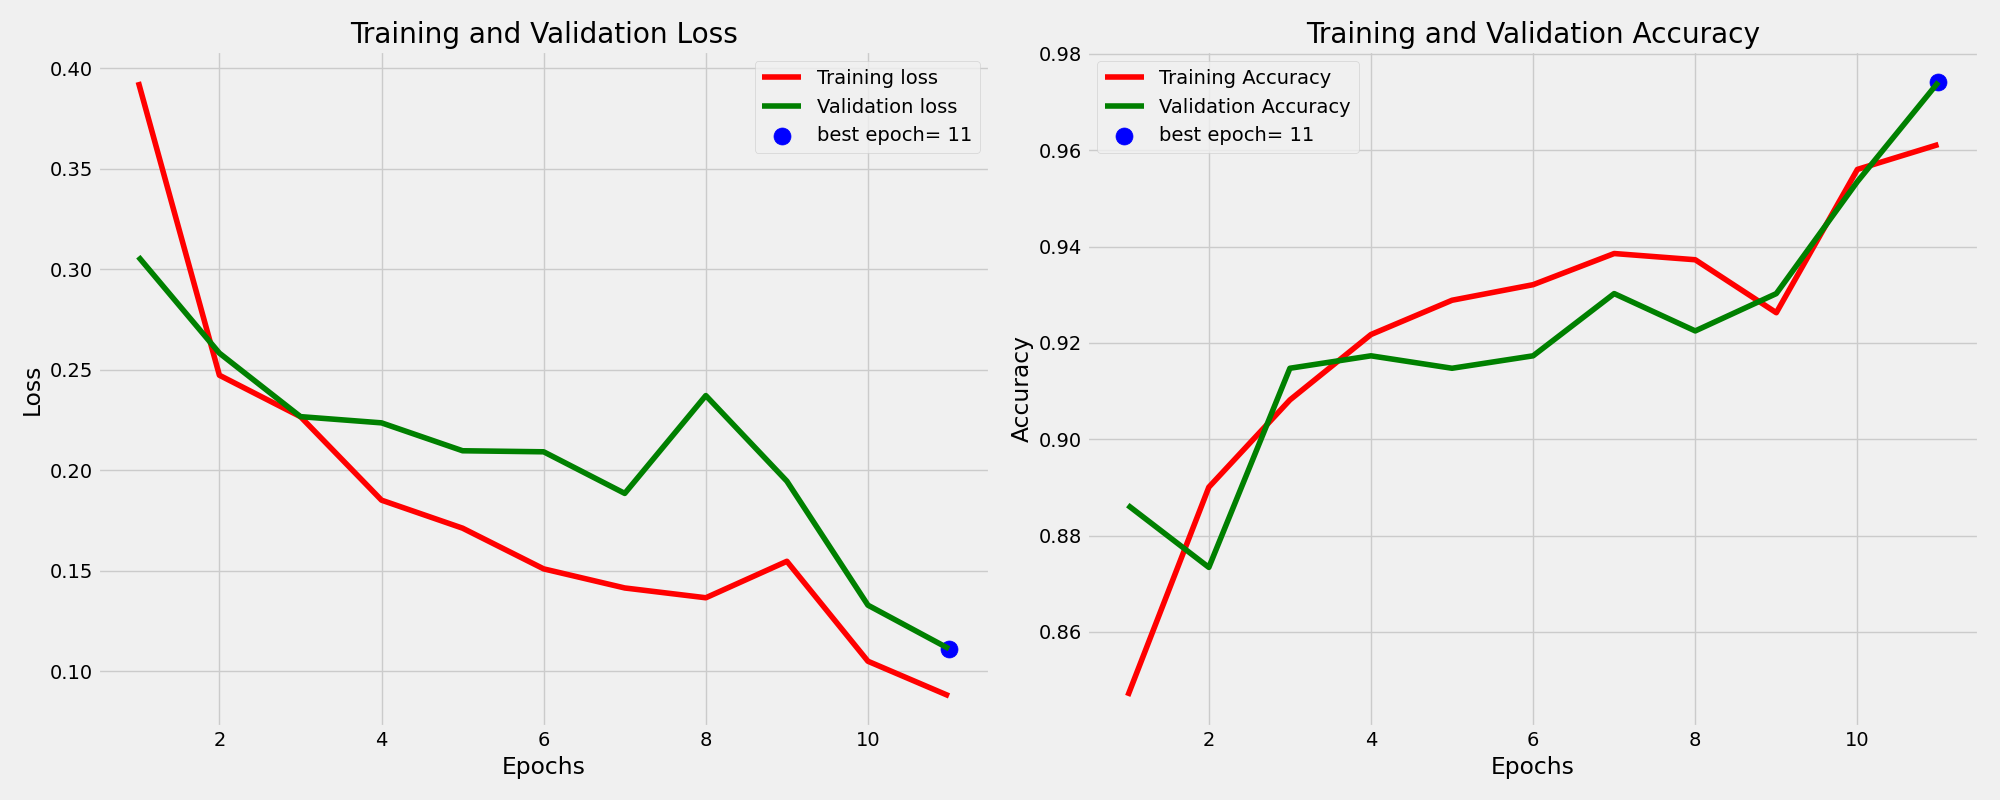 Training and Validation Loss
Training loss
Validation loss
best epoch= 11
0.40
0.35
0.30
0.25
0.20
0.15
0.10
Loss
2 4 6 8 10
Epochs
Training and Validation Accuracy
Training Accuracy
Validation Accuracy
best epoch= 11
0.98
0.96
0.94
0.92
0.90
0.88
0.86
Accuracy
2 4 6 8 10
Epochs